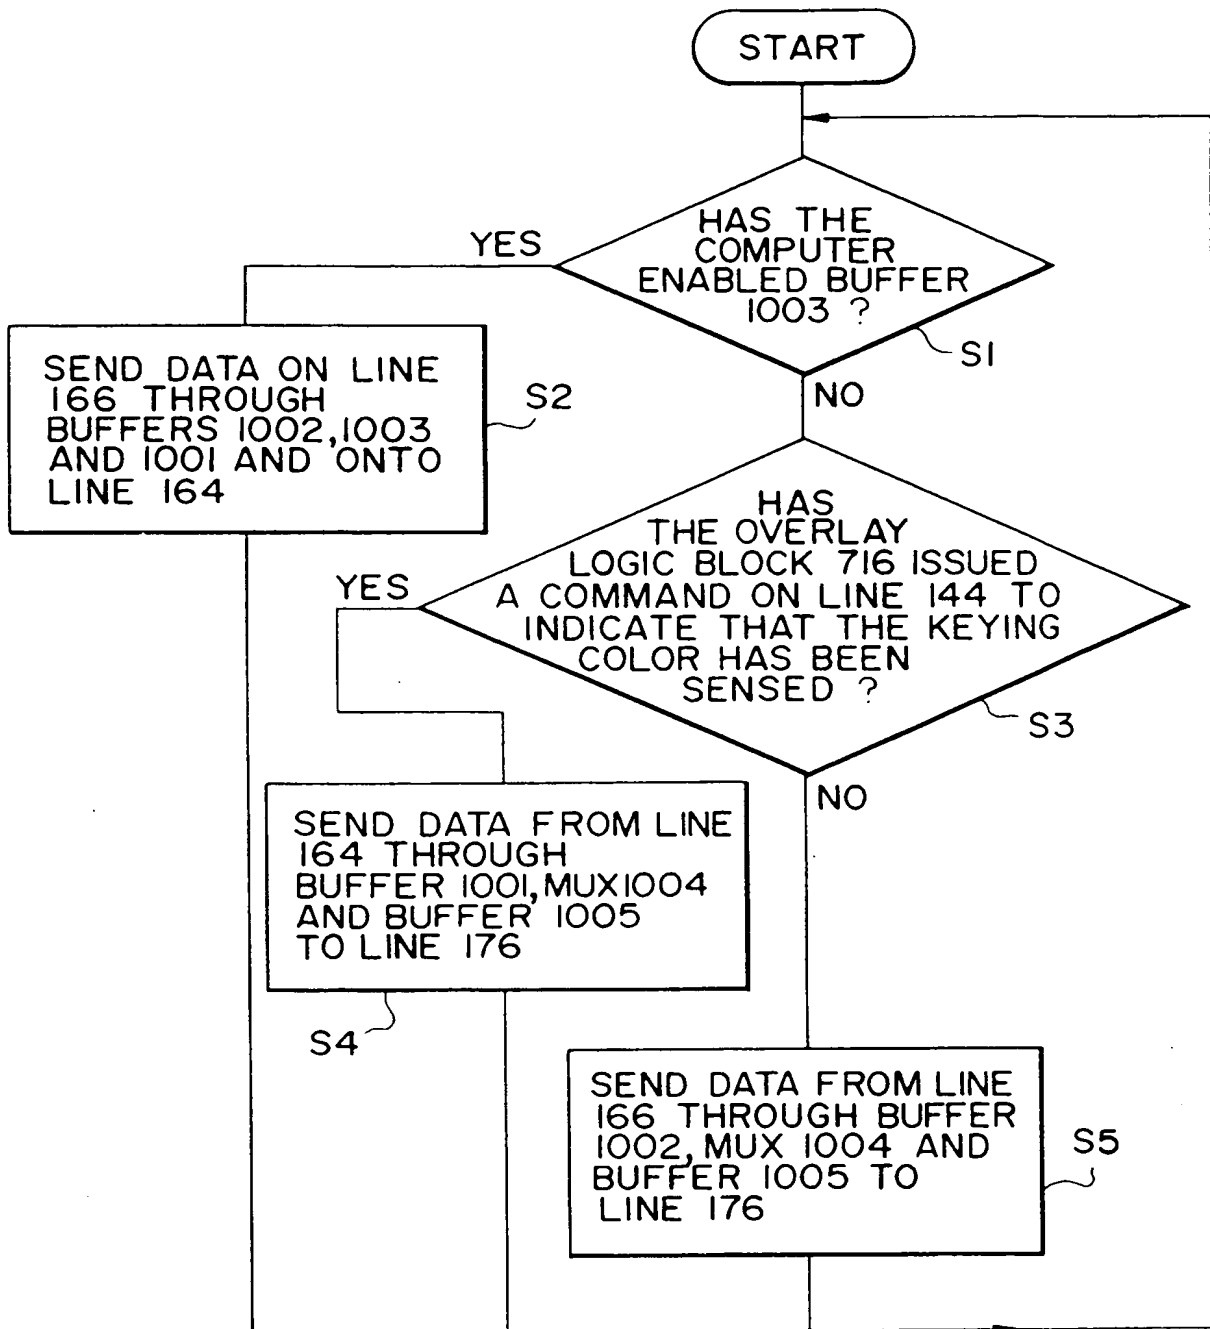 START
HAS THE
COMPUTER
ENABLED BUFFER
1003 ?
YES
S1
NO
SEND DATA ON LINE
166 THROUGH
BUFFERS 1002,1003
AND 1001 AND ONTO
LINE 164
S2
HAS
THE OVERLAY
LOGIC BLOCK 716 ISSUED
A COMMAND ON LINE 144 TO
INDICATE THAT THE KEYING
COLOR HAS BEEN
SENSED ?
YES
S3
NO
SEND DATA FROM LINE
164 THROUGH
BUFFER 1001, MUX1004
AND BUFFER 1005
TO LINE 176
S4
SEND DATA FROM LINE
166 THROUGH BUFFER
1002, MUX 1004 AND
BUFFER 1005 TO
LINE 176
S5